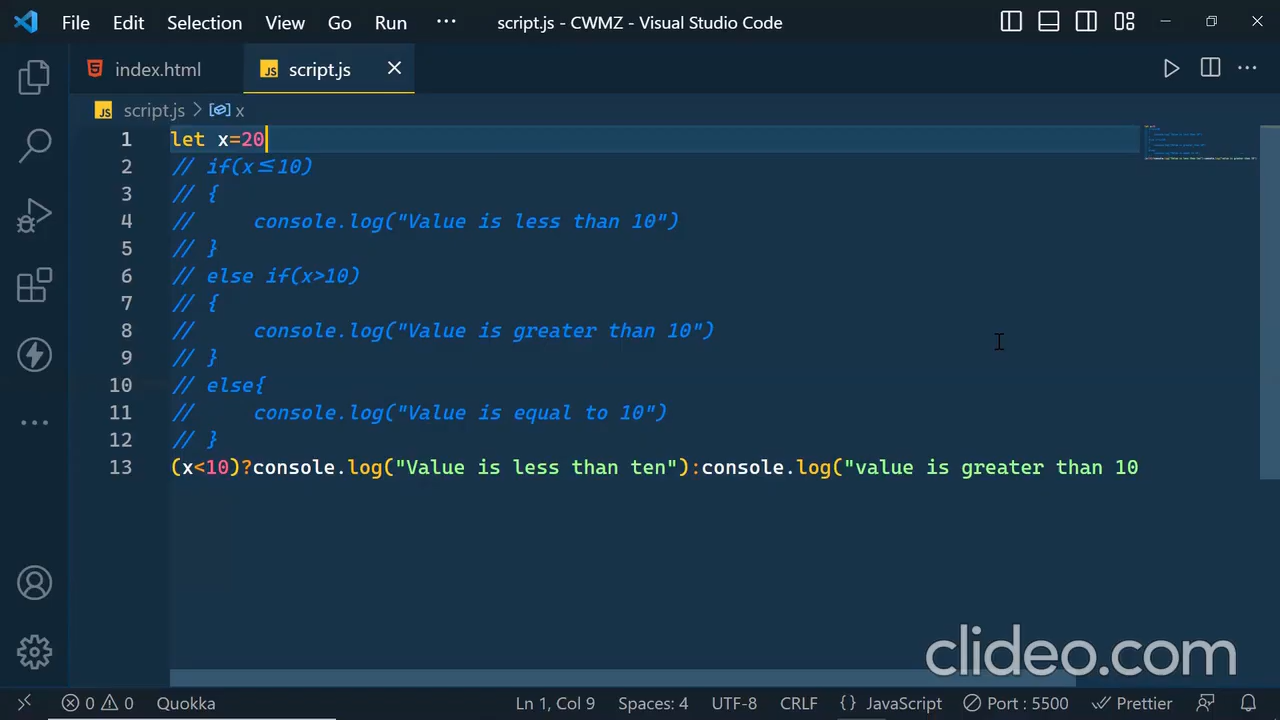 File Edit Selection View Go Run ··· script.js - CWMZ - Visual Studio Code
index.html JS script.js
JS script.js > x
1 let x=20
2 // if(x≤10)
3 // {
4 //     console.log("Value is less than 10")
5 // }
6 // else if(x>10)
7 // {
8 //     console.log("Value is greater than 10")
9 // }
10 // else{
11 //     console.log("Value is equal to 10")
12 // }
13 (x<10)?console.log("Value is less than ten"):console.log("value is greater than 10
clideo.com
0 0 Quokka Ln 1, Col 9 Spaces: 4 UTF-8 CRLF {} JavaScript Port : 5500 Prettier